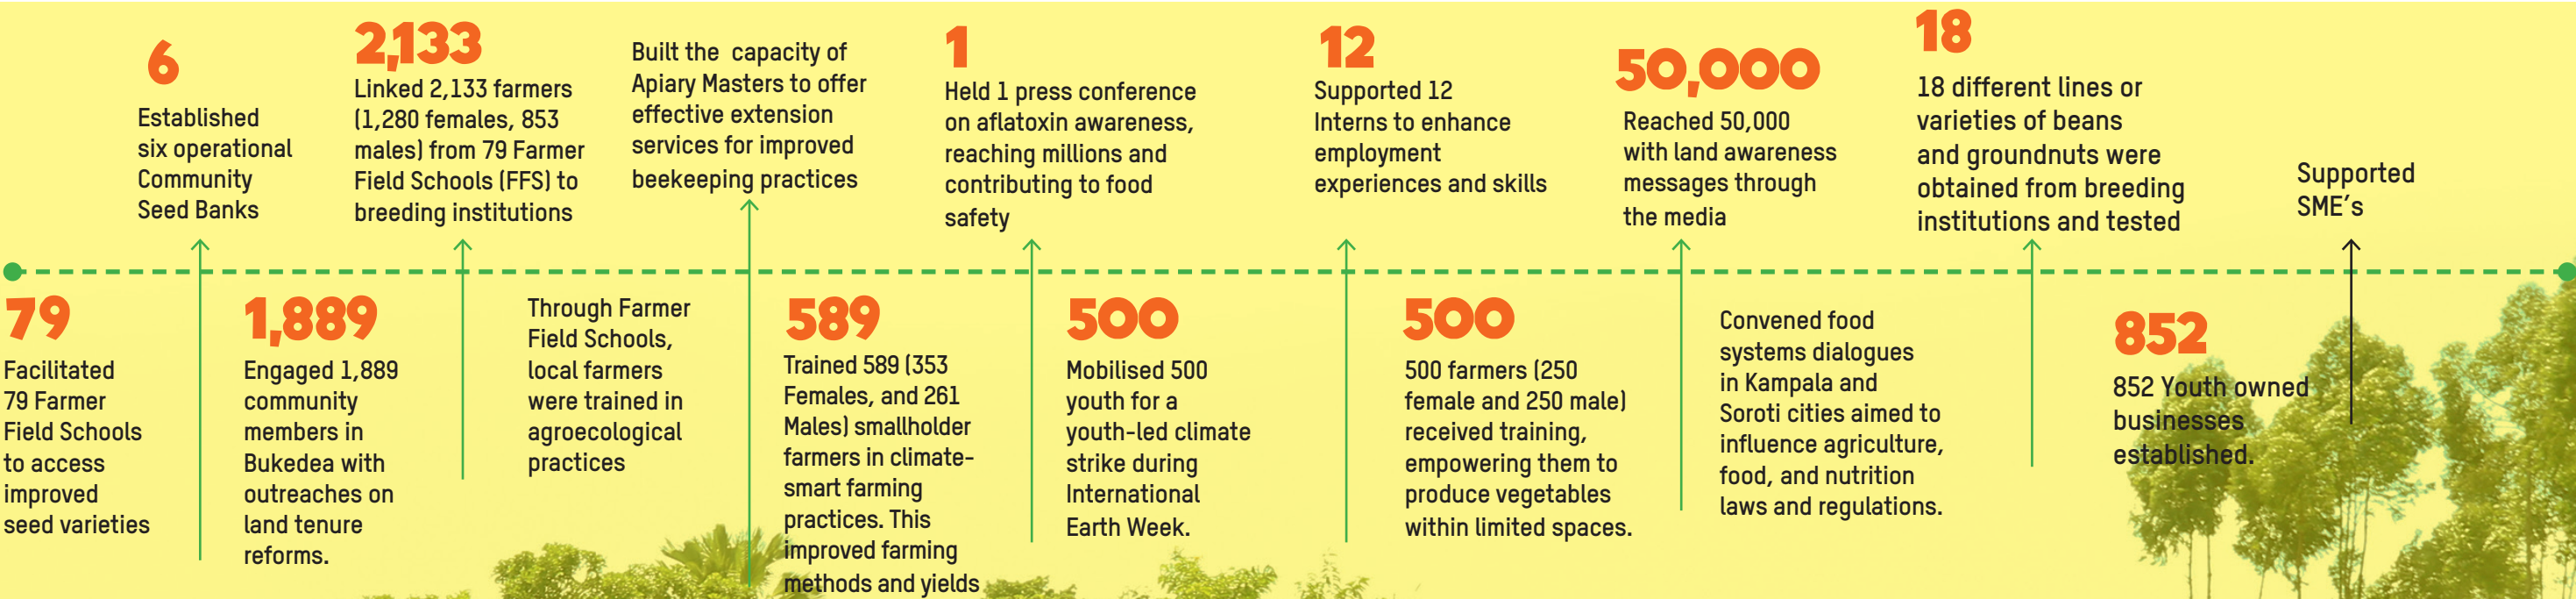 6
Established
six operational
Community
Seed Banks
2,133
Linked 2,133 farmers
(1,280 females, 853
males) from 79 Farmer
Field Schools (FFS) to
breeding institutions
Built the capacity of
Apiary Masters to offer
effective extension
services for improved
beekeeping practices
1
Held 1 press conference
on aflatoxin awareness,
reaching millions and
contributing to food
safety
12
Supported 12
Interns to enhance
employment
experiences and skills
50,000
Reached 50,000
with land awareness
messages through
the media
18
18 different lines or
varieties of beans
and groundnuts were
obtained from breeding
institutions and tested
Supported
SME's
79
Facilitated
79 Farmer
Field Schools
to access
improved
seed varieties
1,889
Engaged 1,889
community
members in
Bukedea with
outreaches on
land tenure
reforms.
Through Farmer
Field Schools,
local farmers
were trained in
agroecological
practices
589
Trained 589 (353
Females, and 261
Males) smallholder
farmers in climate-
smart farming
practices. This
improved farming
methods and yields
500
Mobilised 500
youth for a
youth-led climate
strike during
International
Earth Week.
500
500 farmers (250
female and 250 male)
received training,
empowering them to
produce vegetables
within limited spaces.
Convened food
systems dialogues
in Kampala and
Soroti cities aimed to
influence agriculture,
food, and nutrition
laws and regulations.
852
852 Youth owned
businesses
established.